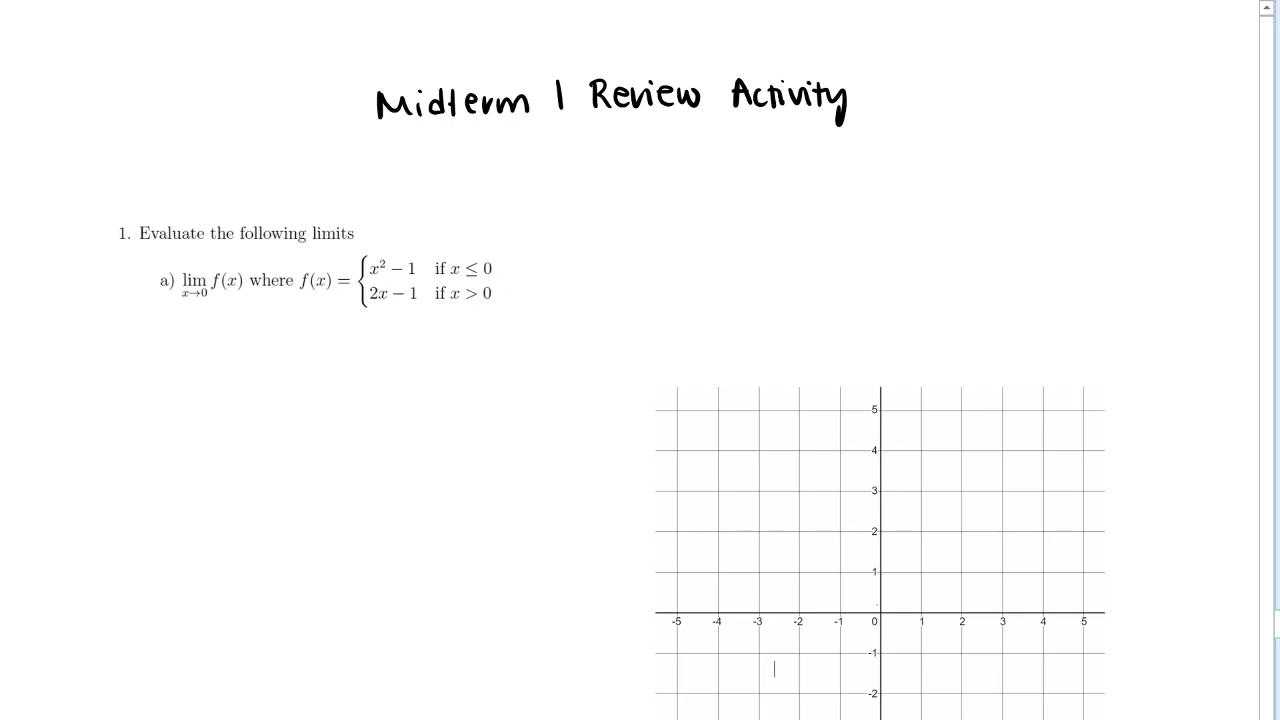 Midterm 1 Review Activity
1. Evaluate the following limits
a) lim x→0 f(x) where f(x) = { x² − 1 if x ≤ 0
2x − 1 if x > 0
5
4
3
2
1
-5 -4 -3 -2 -1 0 1 2 3 4 5
-1
-2